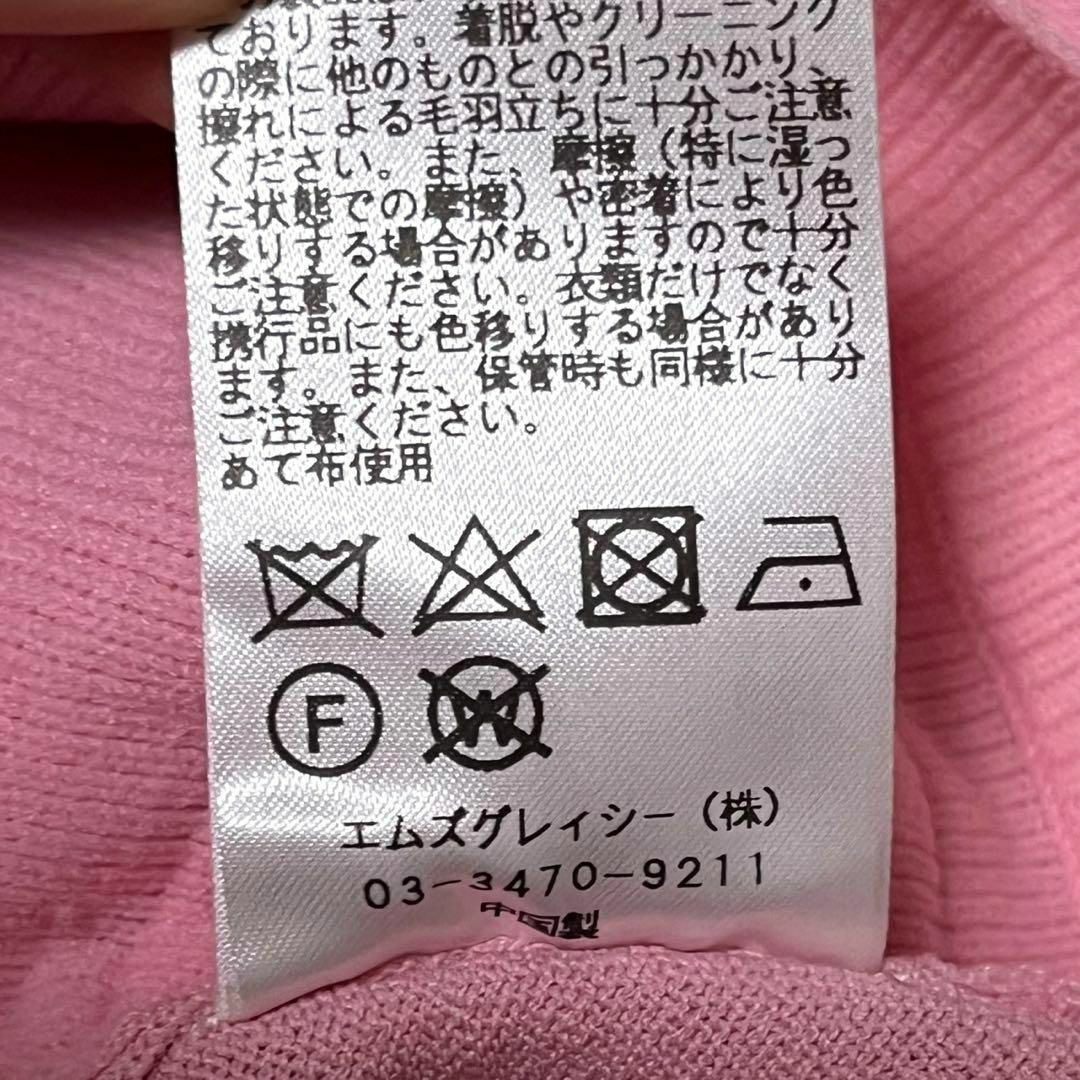 ております。着脱やクリーニング
の際に他のもの との引っかかり、
擦れによる毛羽立ちに十分ご注意
ください。また、摩擦（特に湿っ
た状態での摩擦）や密着により色
移りする場合があります ので十分
ご注意ください。衣類だけでなく
携行品にも色移りする場合があり
ます。また、保管時も同様に十分
ご注意ください。
あて布使用
F
W
エムズグレィシー（株）
03-3470-9211
中国製